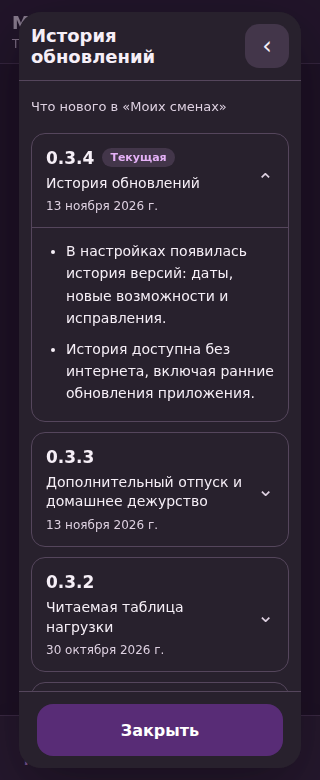 История
обновлений
Что нового в «Моих сменах»
0.3.4 Текущая
История обновлений
13 ноября 2026 г.
• В настройках появилась
история версий: даты,
новые возможности и
исправления.
• История доступна без
интернета, включая ранние
обновления приложения.
0.3.3
Дополнительный отпуск и
домашнее дежурство
13 ноября 2026 г.
0.3.2
Читаемая таблица
нагрузки
30 октября 2026 г.
Закрыть